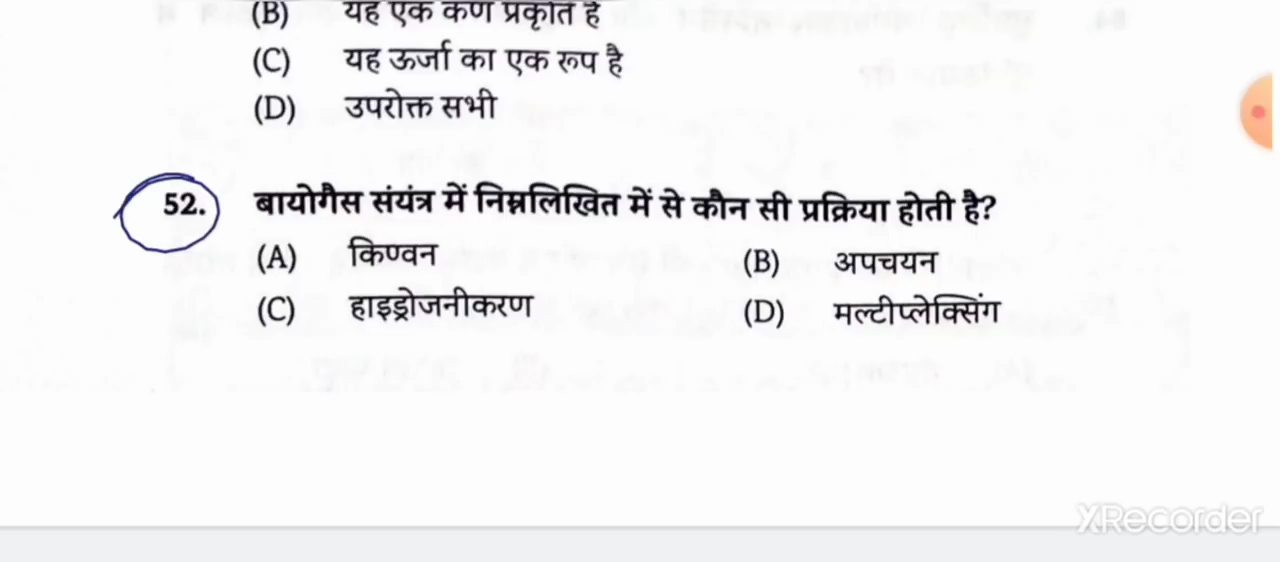 (B) यह एक कण प्रकृति है
(C) यह ऊर्जा का एक रूप है
(D) उपरोक्त सभी
52. बायोगैस संयंत्र में निम्नलिखित में से कौन सी प्रक्रिया होती है?
(A) किण्वन (B) अपचयन
(C) हाइड्रोजनीकरण (D) मल्टीप्लेक्सिंग
XRecorder